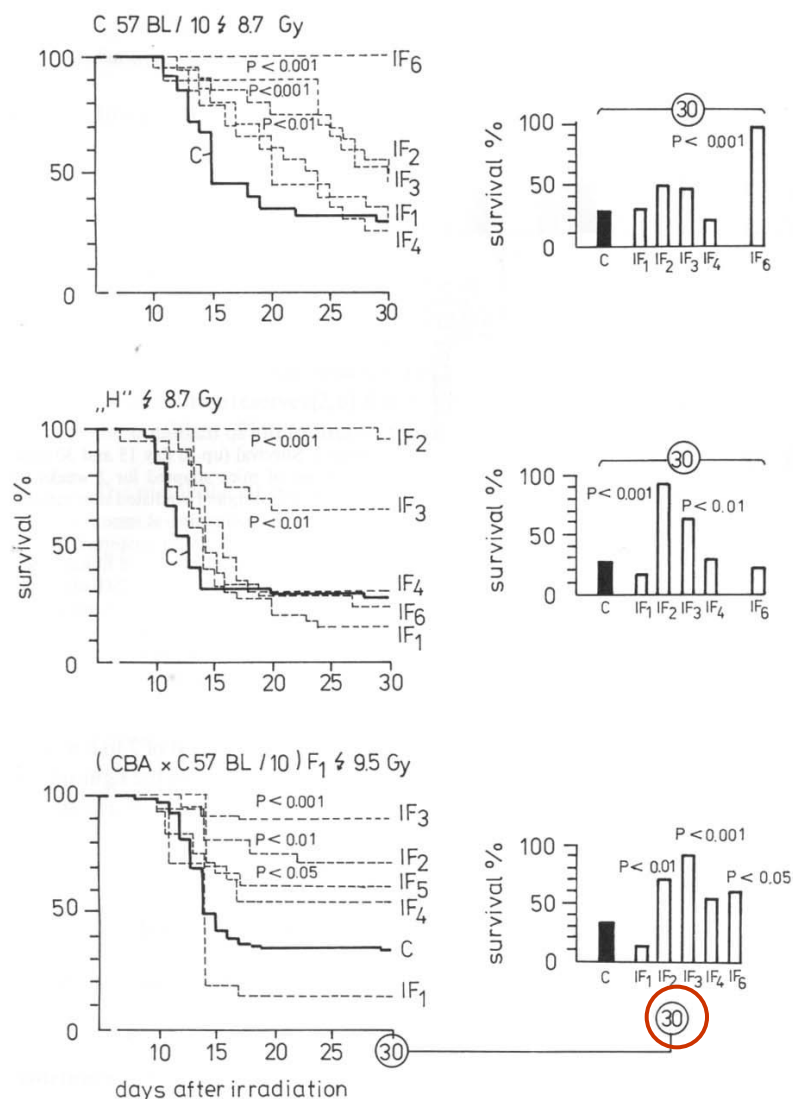 C 57 BL / 10 ↯ 8.7 Gy
100
50
0
10 15 20 25 30
P < 0.001
P < 0001
P < 0.01
C
IF6
IF2
IF3
IF1
IF4
30
survival %
100
50
0
P < 0.001
C IF1 IF2 IF3 IF4 IF6
„H“ ↯ 8.7 Gy
survival %
100
50
0
10 15 20 25 30
P < 0.001
P < 0.01
C
IF2
IF3
IF4
IF6
IF1
30
survival %
100
50
0
P < 0.001
P < 0.01
C IF1 IF2 IF3 IF4 IF6
( CBA × C 57 BL / 10 ) F1 ↯ 9.5 Gy
100
50
0
10 15 20 25 30
P < 0.001
P < 0.01
P < 0.05
IF3
IF2
IF5
IF4
C
IF1
days after irradiation
survival %
100
50
0
P < 0.01
P < 0.001
P < 0.05
C IF1 IF2 IF3 IF4 IF6
30